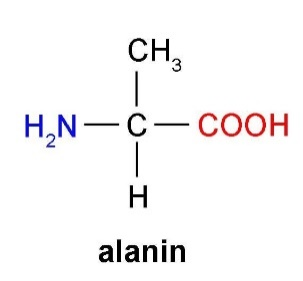 CH₃
H₂N — C — COOH
H
alanin